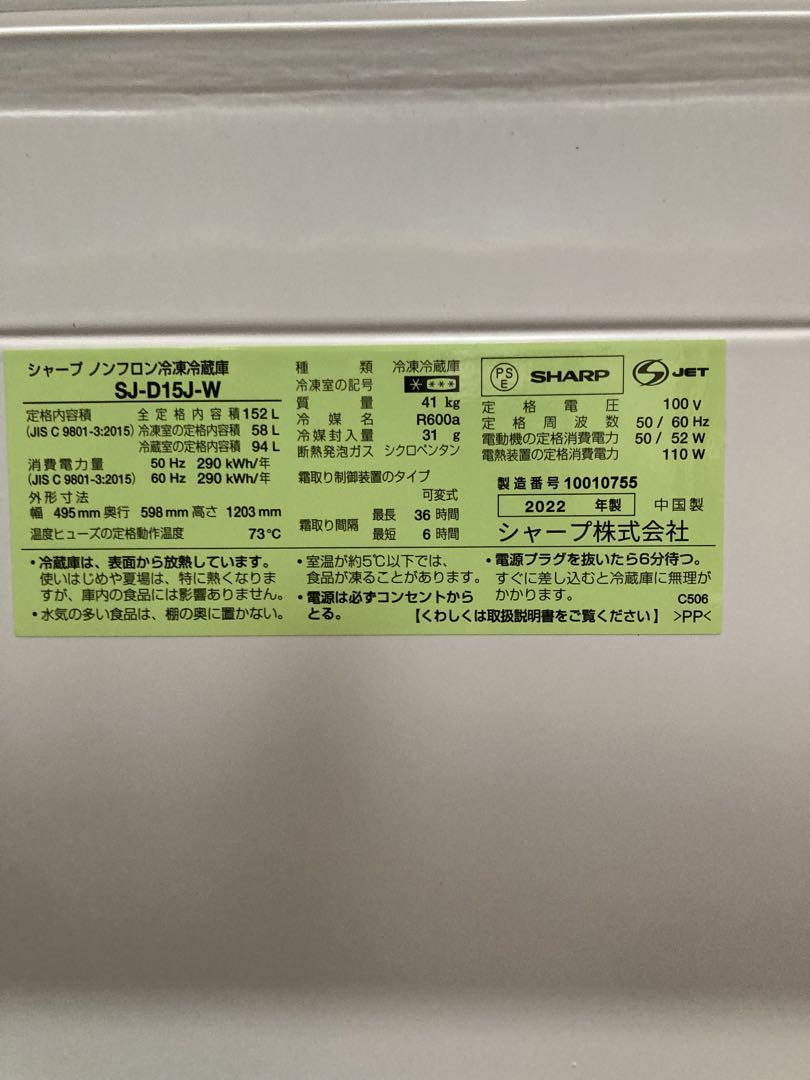 シャープ ノンフロン冷凍冷蔵庫
SJ-D15J-W
定格内容積 全定格内容積 152 L
(JIS C 9801-3:2015) 冷凍室の定格内容積 58 L
冷蔵室の定格内容積 94 L
消費電力量 50 Hz 290 kWh/年
(JIS C 9801-3:2015) 60 Hz 290 kWh/年
外形寸法
幅 495 mm 奥行 598 mm 高さ 1203 mm
温度ヒューズの定格動作温度 73℃
種類 冷凍冷蔵庫
冷凍室の記号 * ***
質量 41 kg
冷媒名 R600a
冷媒封入量 31 g
断熱発泡ガス シクロペンタン
霜取り制御装置のタイプ
可変式
霜取り間隔 最長 36 時間
最短 6 時間
PSE SHARP S JET
定格電圧 100 V
定格周波数 50 / 60 Hz
電動機の定格消費電力 50 / 52 W
電熱装置の定格消費電力 110 W
製造番号 10010755
2022 年製 中国製
シャープ株式会社
・冷蔵庫は、表面から放熱しています。
使いはじめや夏場は、特に熱くなりま
すが、庫内の食品には影響ありません。
・水気の多い食品は、棚の奥に置かない。
・室温が約5℃以下では、
食品が凍ることがあります。
・電源は必ずコンセントから
とる。
・電源プラグを抜いたら6分待つ。
すぐに差し込むと冷蔵庫に無理が
かかります。 C506
【くわしくは取扱説明書をご覧ください】 >PP<